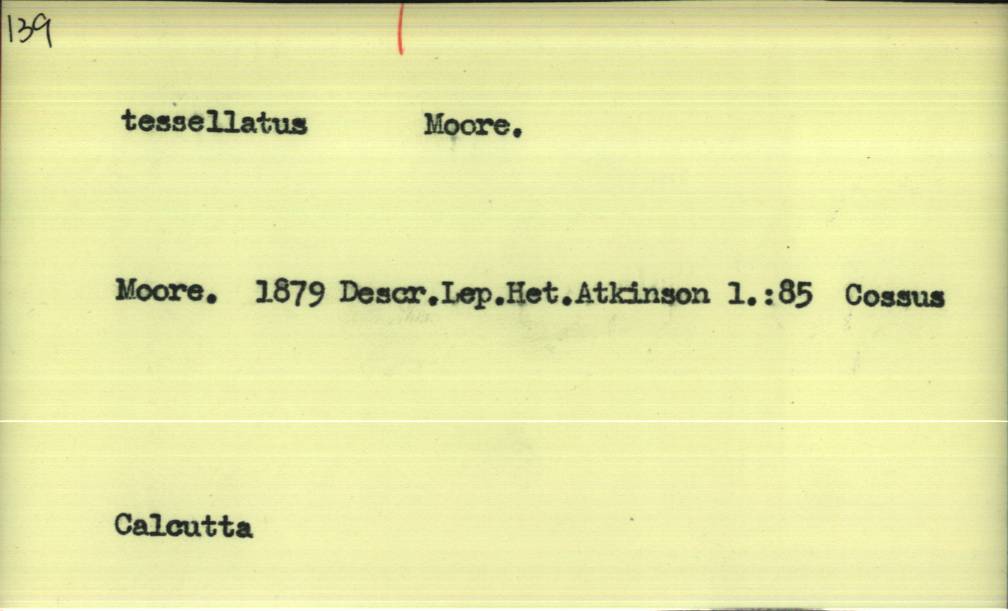 139
tessellatus Moore.
Moore. 1879 Descr.Lep.Het.Atkinson 1.:85 Cossus
Calcutta